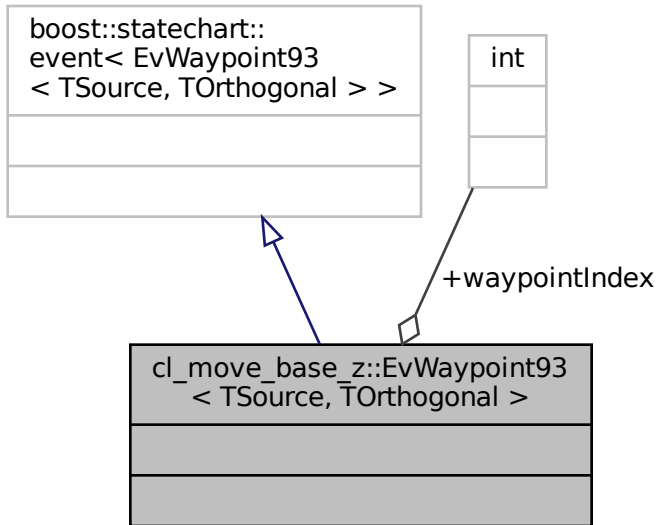 boost::statechart::
event< EvWaypoint93
< TSource, TOrthogonal > >
int
+waypointIndex
cl_move_base_z::EvWaypoint93
< TSource, TOrthogonal >